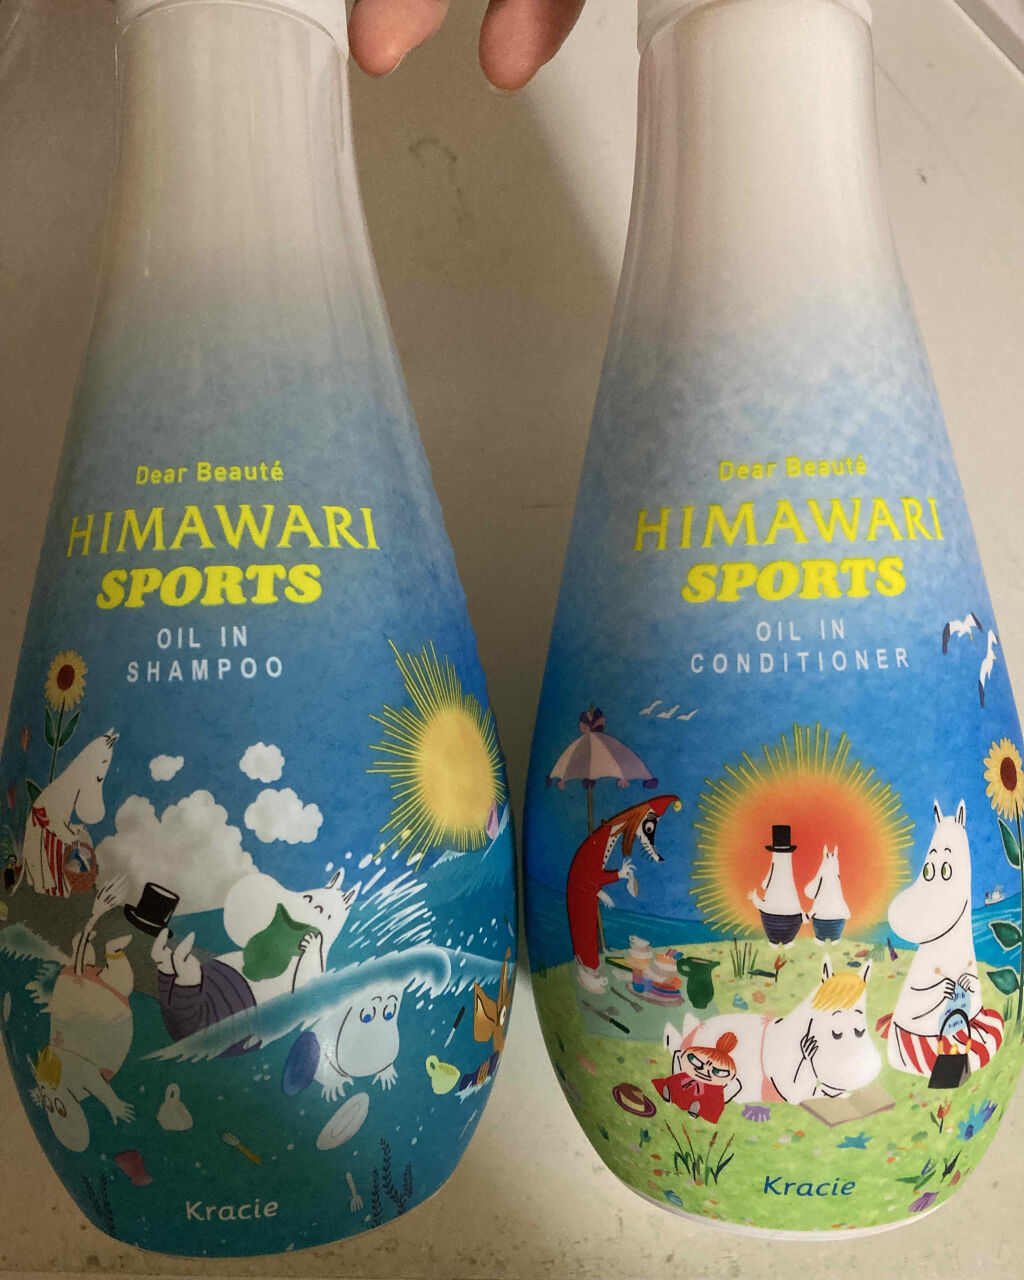 Dear Beauté
HIMAWARI
SPORTS
OIL IN
SHAMPOO
Kracie
Dear Beauté
HIMAWARI
SPORTS
OIL IN
CONDITIONER
Kracie